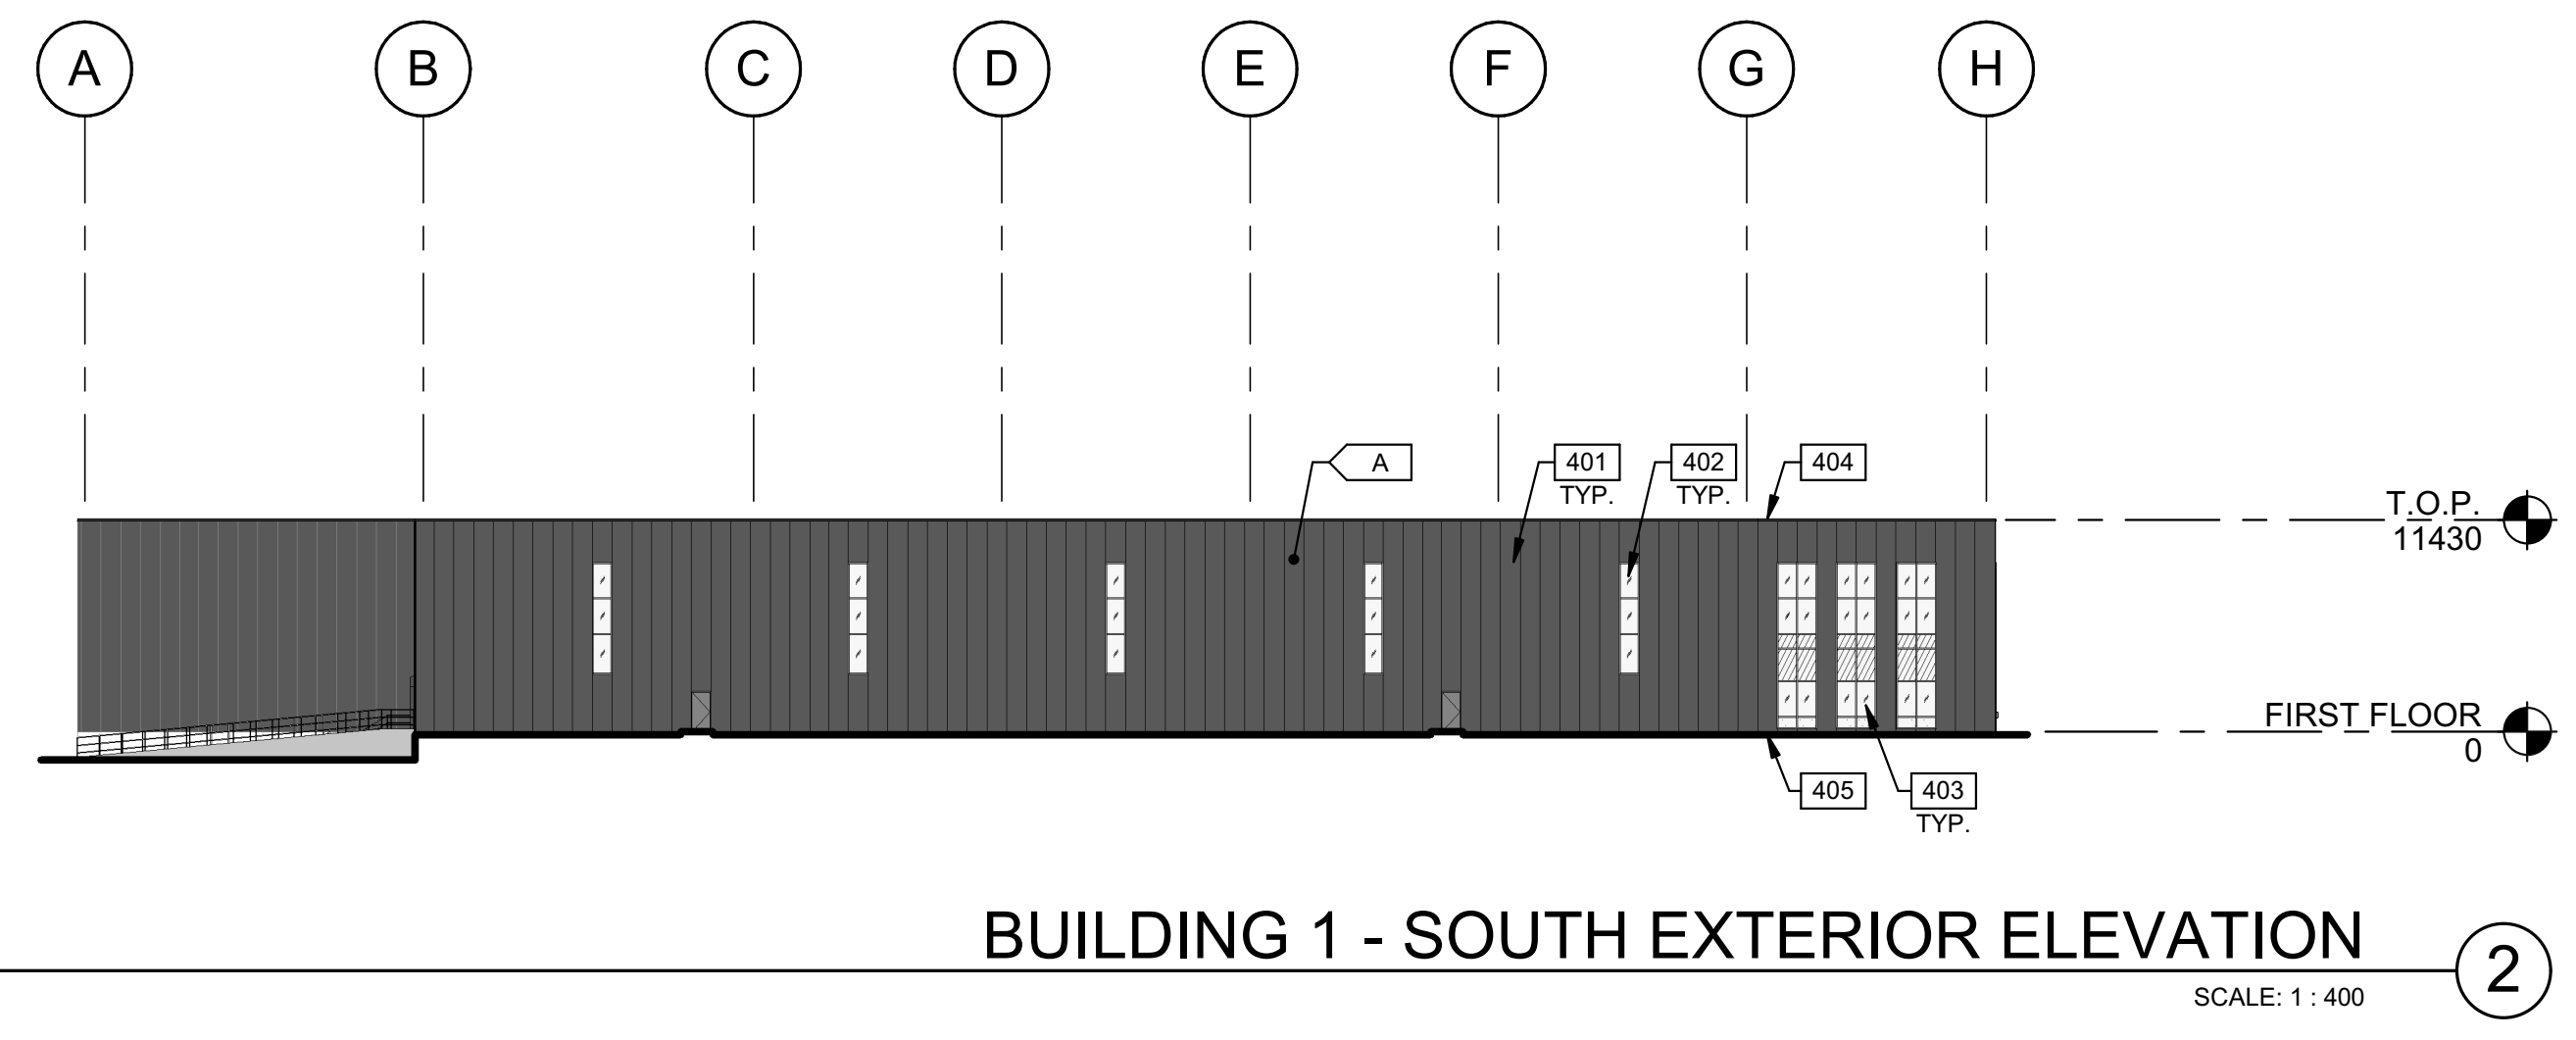 A B C D E F G H
A 401 402 404
TYP. TYP.
T.O.P.
11430
FIRST FLOOR
0
405 403
TYP.
BUILDING 1 - SOUTH EXTERIOR ELEVATION
2
SCALE: 1 : 400